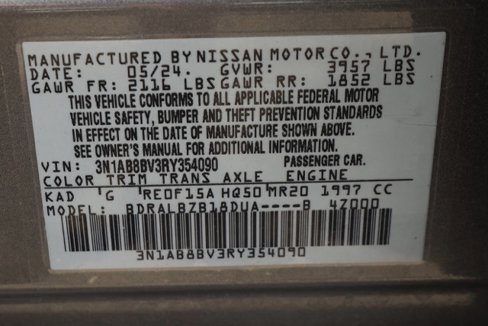 MANUFACTURED BY NISSAN MOTOR CO., LTD.
DATE: 05/24. GVWR: 3957 LBS
GAWR FR: 2116 LBS GAWR RR: 1852 LBS
THIS VEHICLE CONFORMS TO ALL APPLICABLE FEDERAL MOTOR
VEHICLE SAFETY, BUMPER AND THEFT PREVENTION STANDARDS
IN EFFECT ON THE DATE OF MANUFACTURE SHOWN ABOVE.
SEE OWNER'S MANUAL FOR ADDITIONAL INFORMATION.
VIN: 3N1AB8BV3RY354090 PASSENGER CAR.
COLOR TRIM TRANS AXLE ENGINE
KAD G RE0F15A HQ50 MR20 1997 CC
MODEL: BDRALBZB18DUA----B 4Z000
3N1AB8BV3RY354090